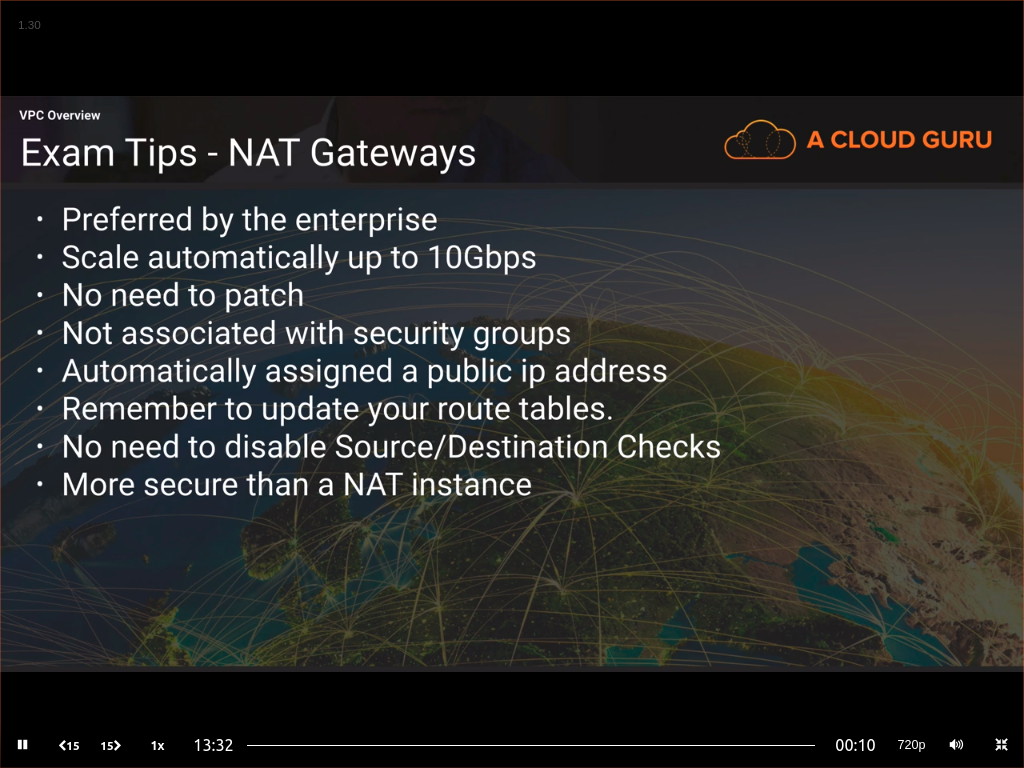 1.30
VPC Overview
Exam Tips - NAT Gateways
A CLOUD GURU
• Preferred by the enterprise
• Scale automatically up to 10Gbps
• No need to patch
• Not associated with security groups
• Automatically assigned a public ip address
• Remember to update your route tables.
• No need to disable Source/Destination Checks
• More secure than a NAT instance
15 15 1x 13:32 00:10 720p